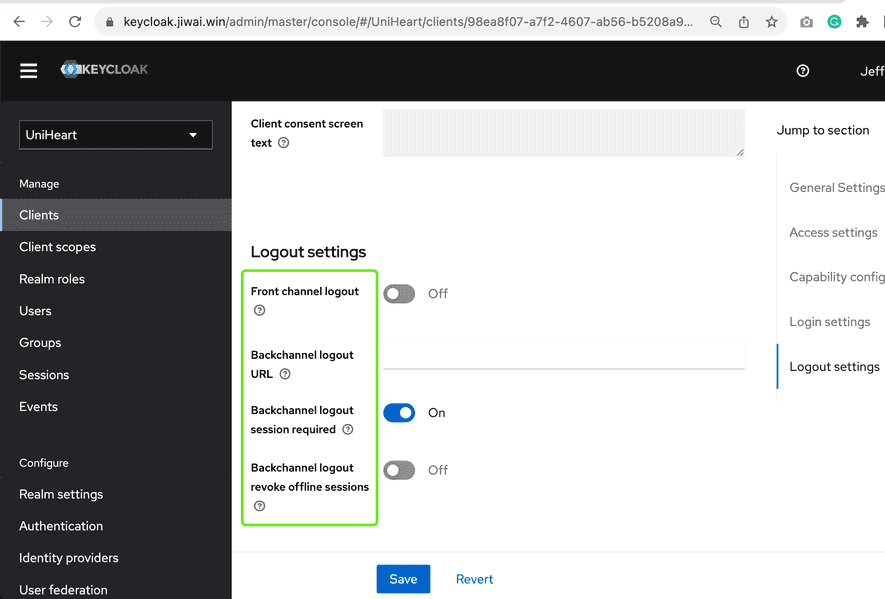 keycloak.jiwai.win/admin/master/console/#/UniHeart/clients/98ea8f07-a7f2-4607-ab56-b5208a9...
KEYCLOAK
Jeff
UniHeart
Manage
Clients
Client scopes
Realm roles
Users
Groups
Sessions
Events
Configure
Realm settings
Authentication
Identity providers
User federation
Client consent screen
text
Logout settings
Front channel logout
Off
Backchannel logout
URL
Backchannel logout
session required
On
Backchannel logout
revoke offline sessions
Off
Save Revert
Jump to section
General Settings
Access settings
Capability config
Login settings
Logout settings